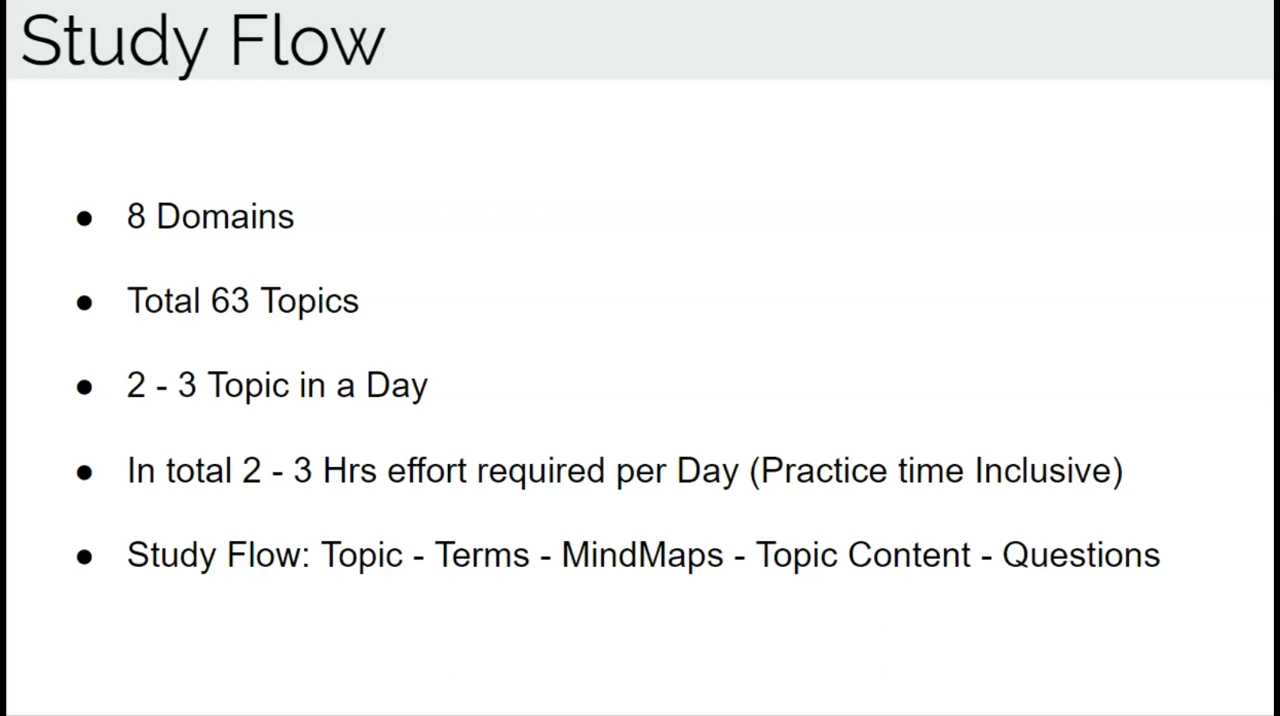 Study Flow
● 8 Domains
● Total 63 Topics
● 2 - 3 Topic in a Day
● In total 2 - 3 Hrs effort required per Day (Practice time Inclusive)
● Study Flow: Topic - Terms - MindMaps - Topic Content - Questions